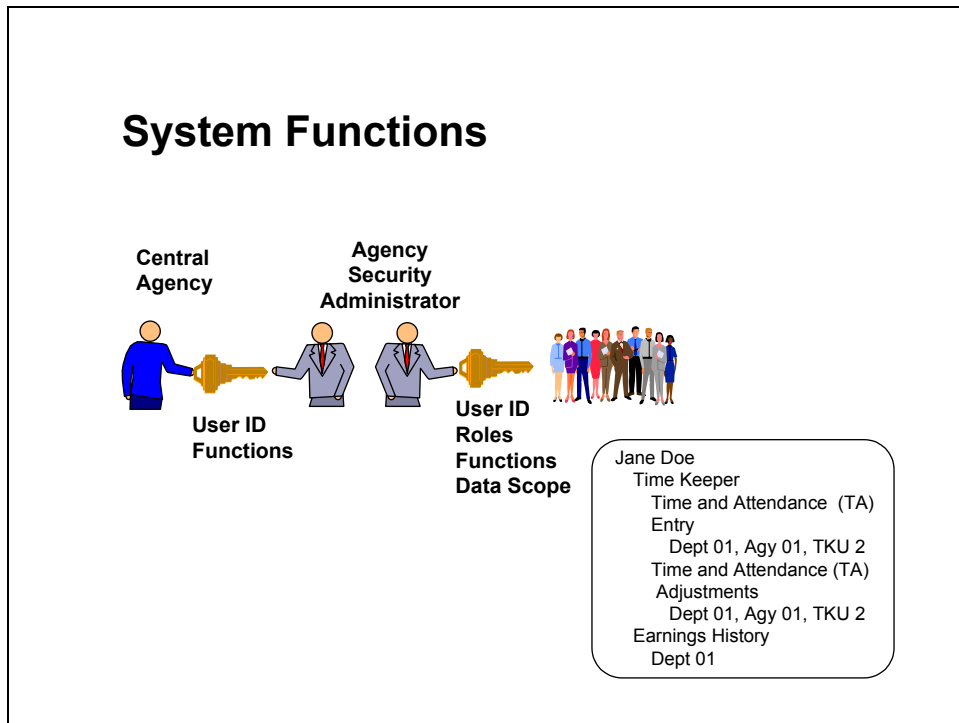 System Functions
Central
Agency
Agency
Security
Administrator
User ID
Functions
User ID
Roles
Functions
Data Scope
Jane Doe
Time Keeper
Time and Attendance (TA)
Entry
Dept 01, Agy 01, TKU 2
Time and Attendance (TA)
Adjustments
Dept 01, Agy 01, TKU 2
Earnings History
Dept 01